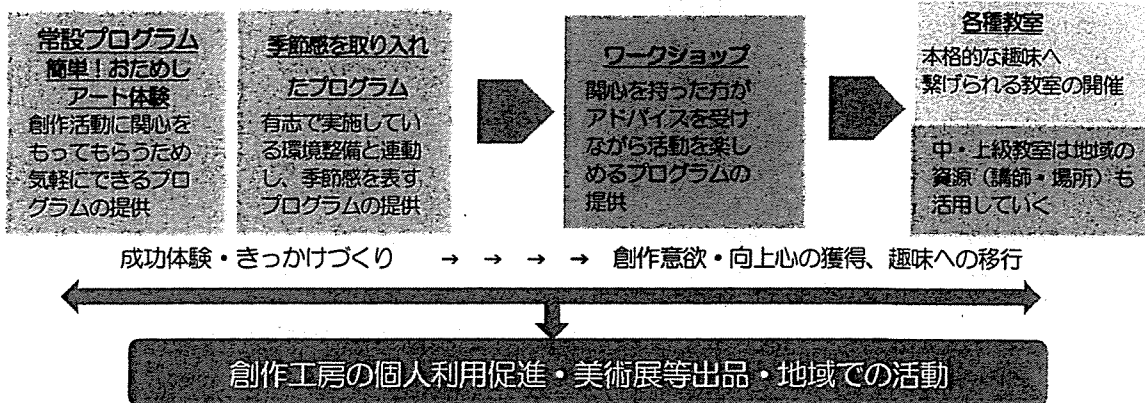 常設プログラム
簡単！おためし
アート体験
創作活動に関心を
もってもらうため
気軽にできるプロ
グラムの提供
季節感を取り入れ
たプログラム
有志で実施してい
る環境整備と連動
し、季節感を表す
プログラムの提供
ワークショップ
関心を持った方が
アドバイスを受け
ながら活動を楽し
めるプログラムの
提供
各種教室
本格的な趣味へ
繋げられる教室の開催
中・上級教室は地域の
資源（講師・場所）も
活用していく
成功体験・きっかけづくり → → → → 創作意欲・向上心の獲得、趣味への移行
創作工房の個人利用促進・美術展等出品・地域での活動